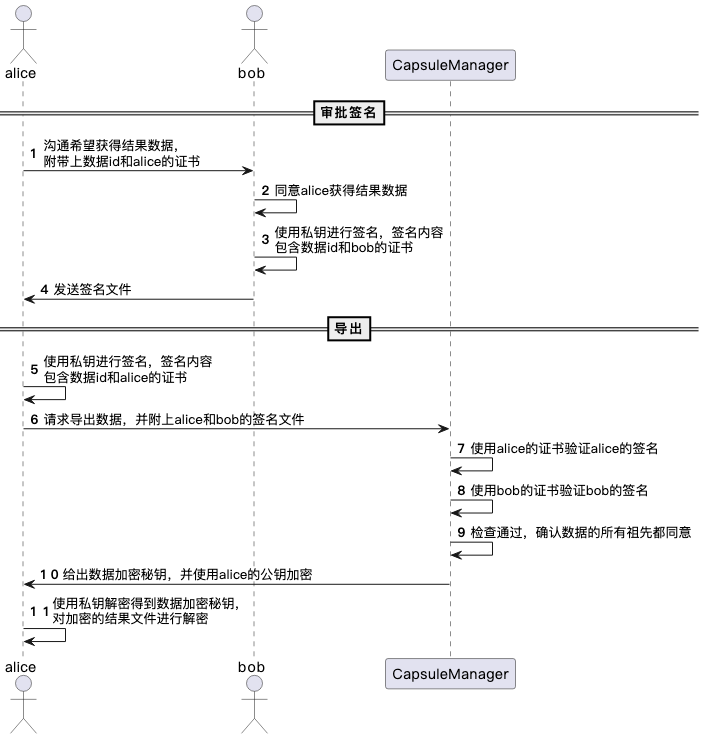 alice
bob
CapsuleManager
审批签名
1 沟通希望获得结果数据，
附带上数据id和alice的证书
2 同意alice获得结果数据
3 使用私钥进行签名，签名内容
包含数据id和bob的证书
4 发送签名文件
导出
5 使用私钥进行签名，签名内容
包含数据id和alice的证书
6 请求导出数据，并附上alice和bob的签名文件
7 使用alice的证书验证alice的签名
8 使用bob的证书验证bob的签名
9 检查通过，确认数据的所有祖先都同意
10 给出数据加密秘钥，并使用alice的公钥加密
11 使用私钥解密得到数据加密秘钥，
对加密的结果文件进行解密
alice
bob
CapsuleManager